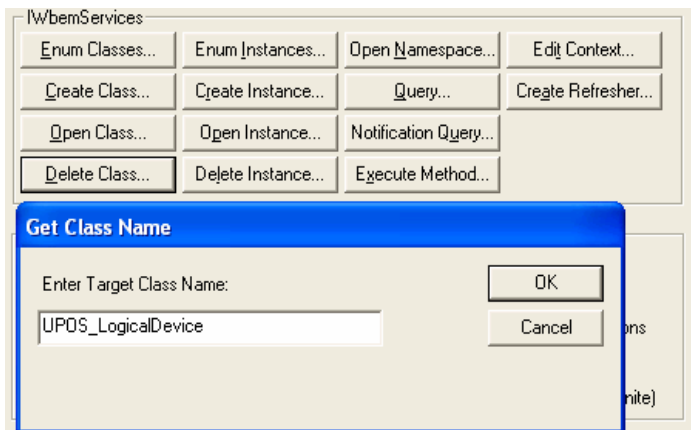 IWbemServices
Enum Classes... Enum Instances... Open Namespace... Edit Context...
Create Class... Create Instance... Query... Create Refresher...
Open Class... Open Instance... Notification Query...
Delete Class... Delete Instance... Execute Method...
Get Class Name
Enter Target Class Name: OK
UPOS_LogicalDevice Cancel